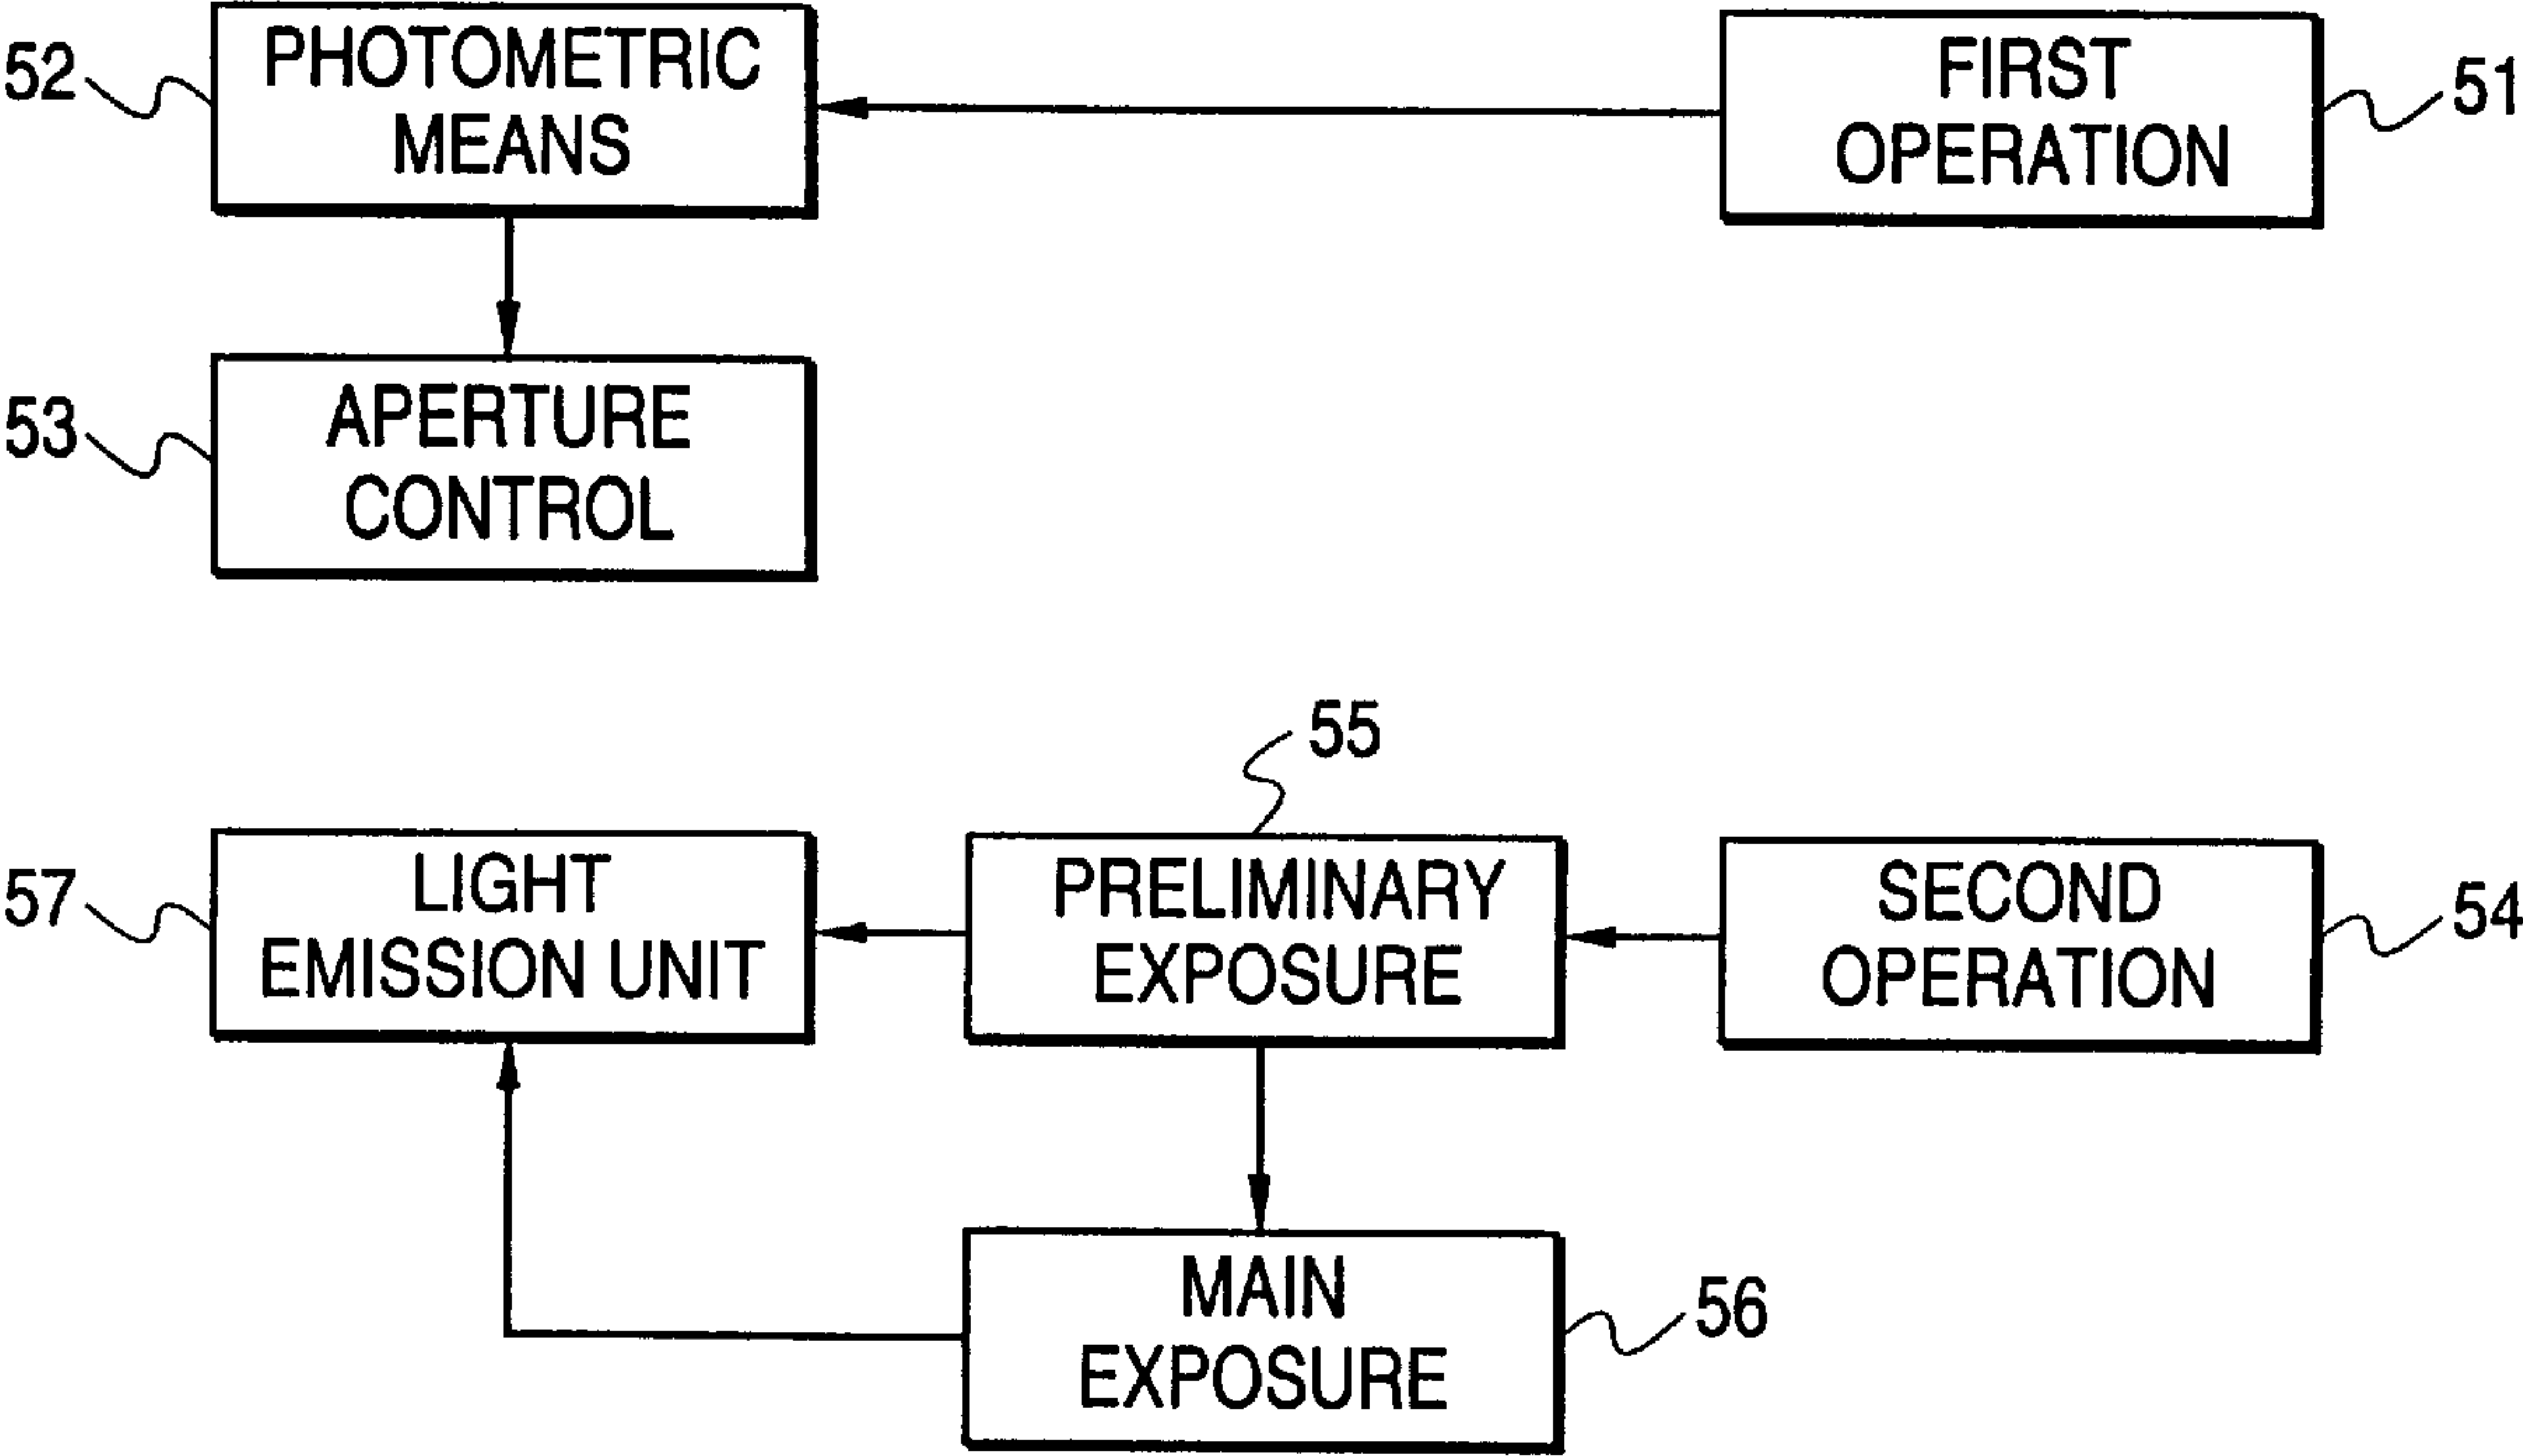 52
PHOTOMETRIC
MEANS
FIRST
OPERATION
51
53
APERTURE
CONTROL
55
57
LIGHT
EMISSION UNIT
PRELIMINARY
EXPOSURE
SECOND
OPERATION
54
MAIN
EXPOSURE
56